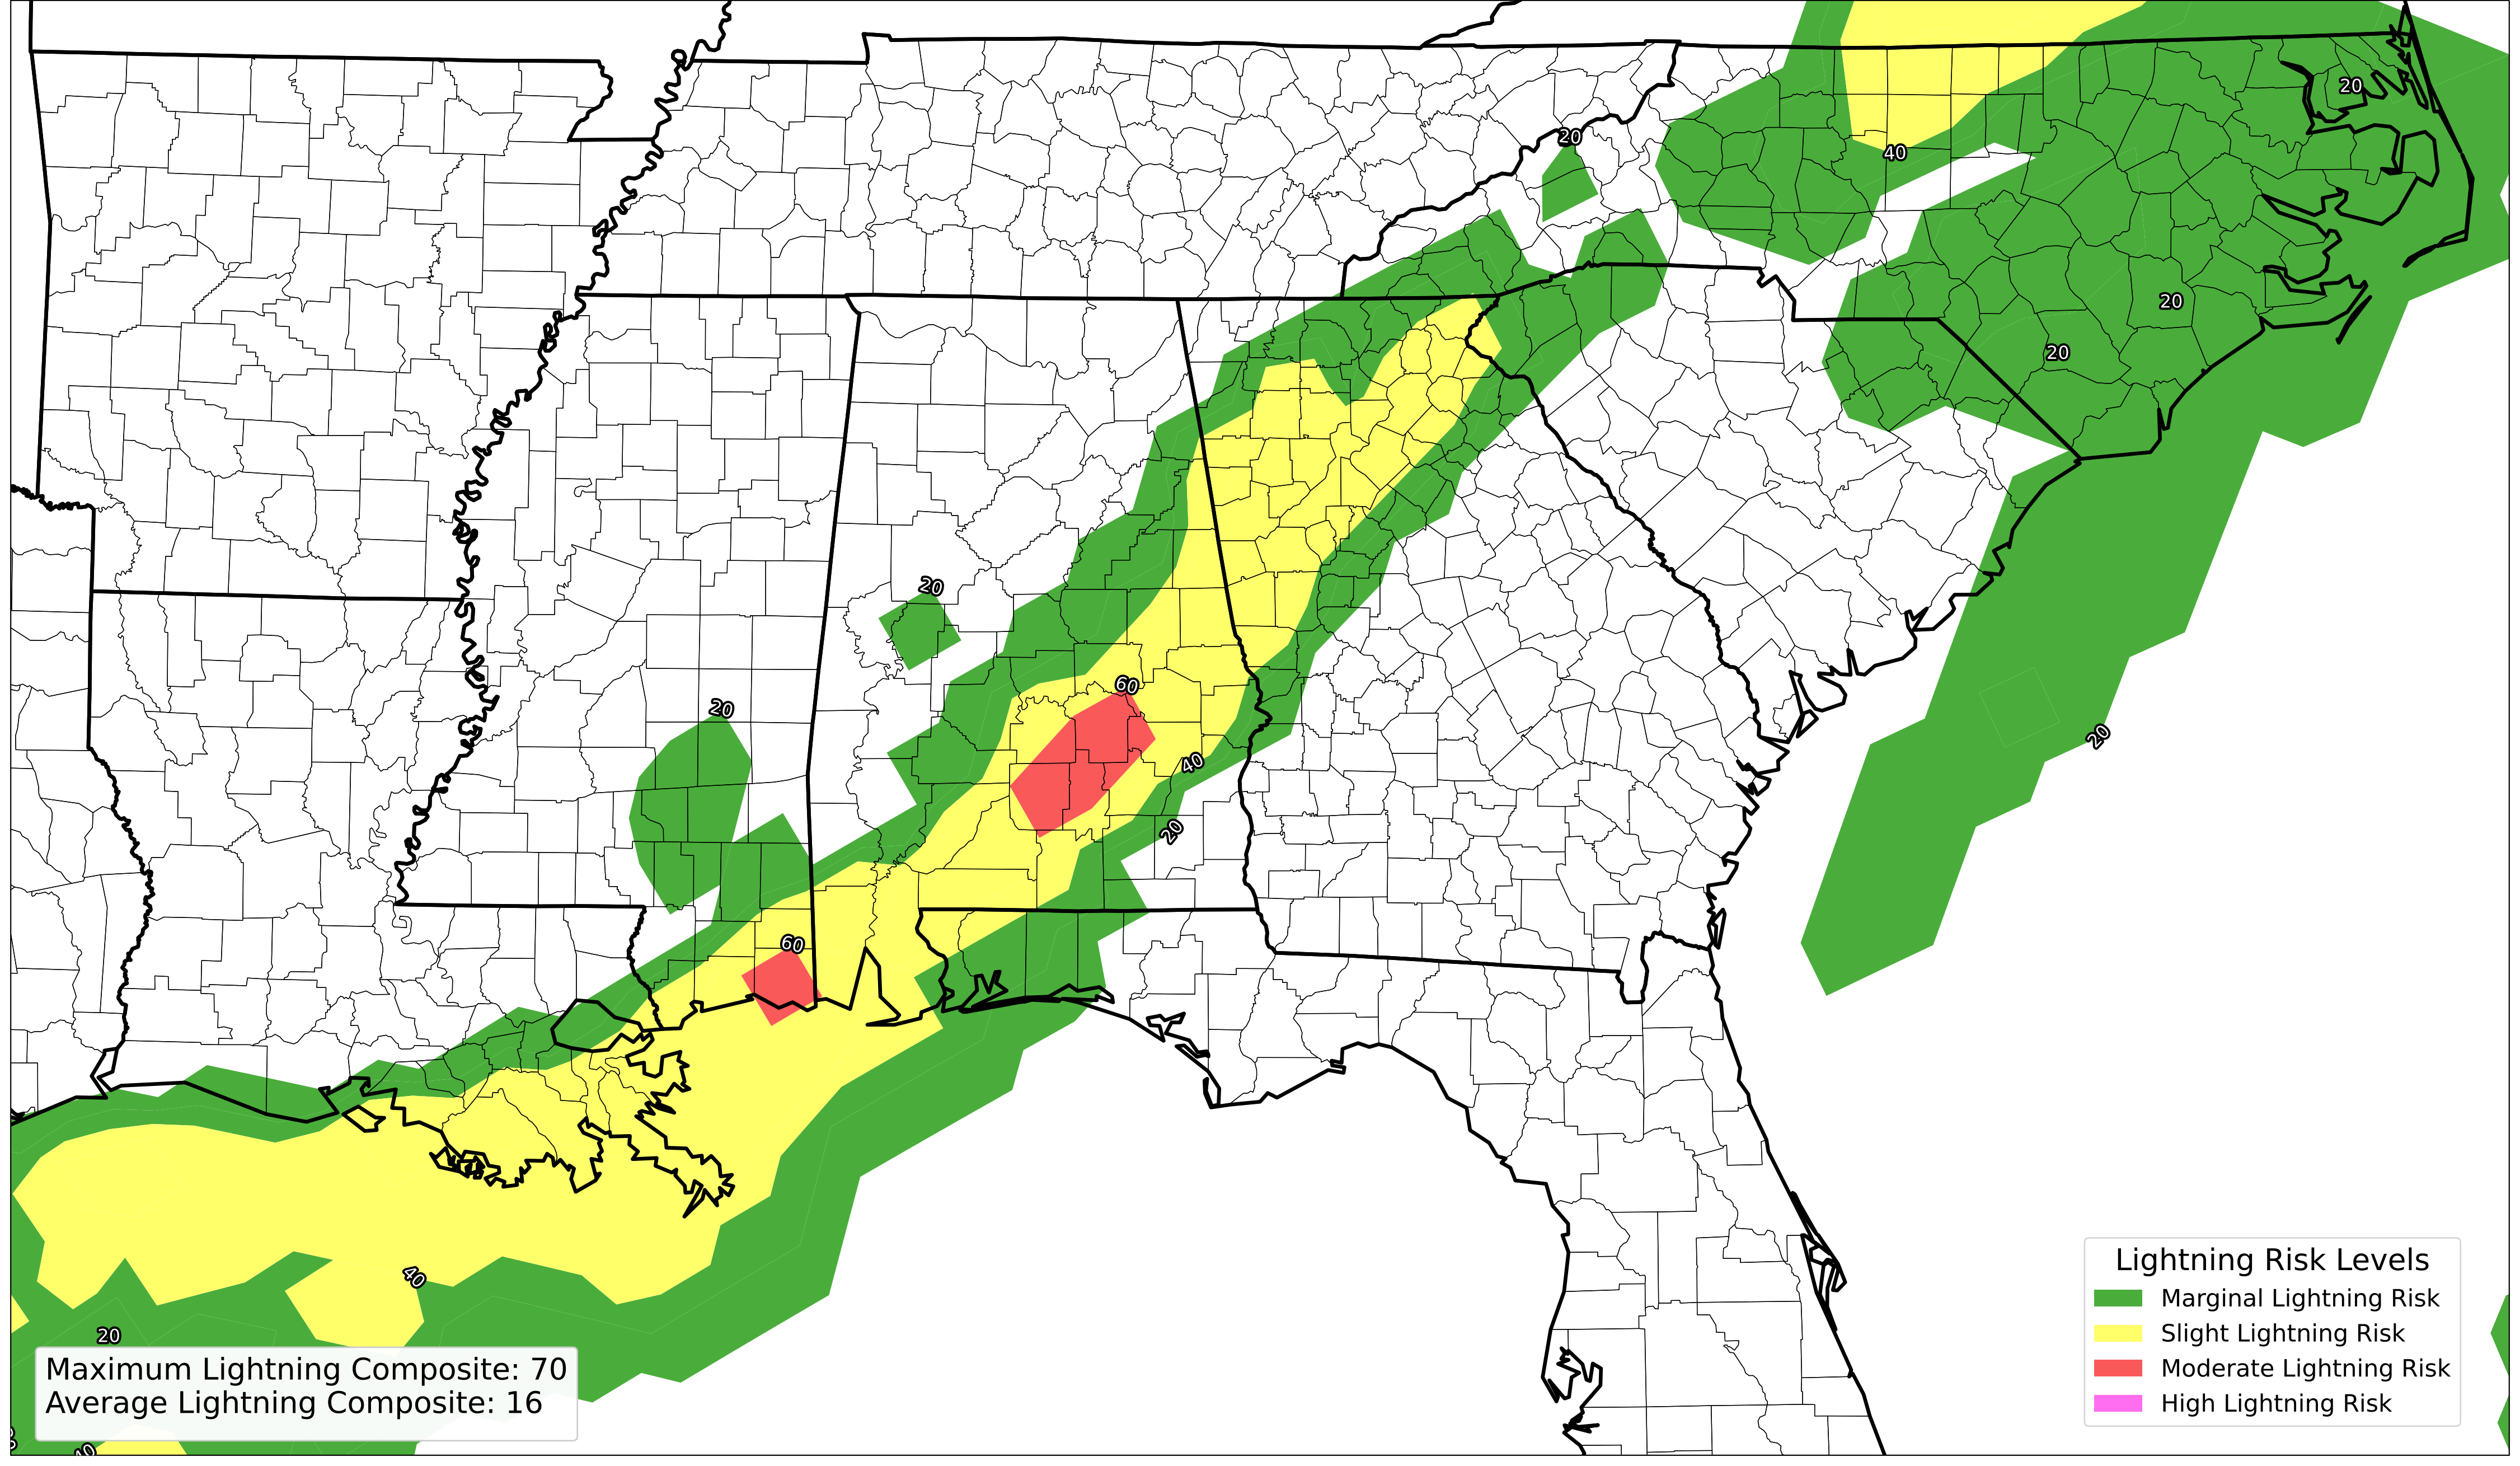 20
20
40
20
20
20
60
20
40
20
20
60
40
20
40
Maximum Lightning Composite: 70
Average Lightning Composite: 16
Lightning Risk Levels
Marginal Lightning Risk
Slight Lightning Risk
Moderate Lightning Risk
High Lightning Risk